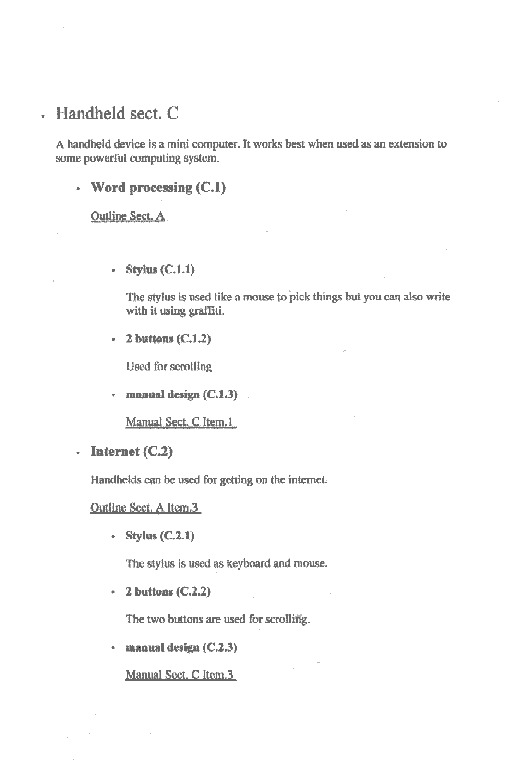 Handheld sect. C
A handheld device is a mini computer. It works best when used as an extension to
some powerful computing system.
Word processing (C.1)
Outline Sect. A
Stylus (C.1.1)
The stylus is used like a mouse to pick things but you can also write
with it using graffiti.
2 buttons (C.1.2)
Used for scrolling
manual design (C.1.3)
Manual Sect. C Item.1
Internet (C.2)
Handhelds can be used for getting on the internet.
Outline Sect. A Item.3
Stylus (C.2.1)
The stylus is used as keyboard and mouse.
2 buttons (C.2.2)
The two buttons are used for scrolling.
manual design (C.2.3)
Manual Sect. C Item.3